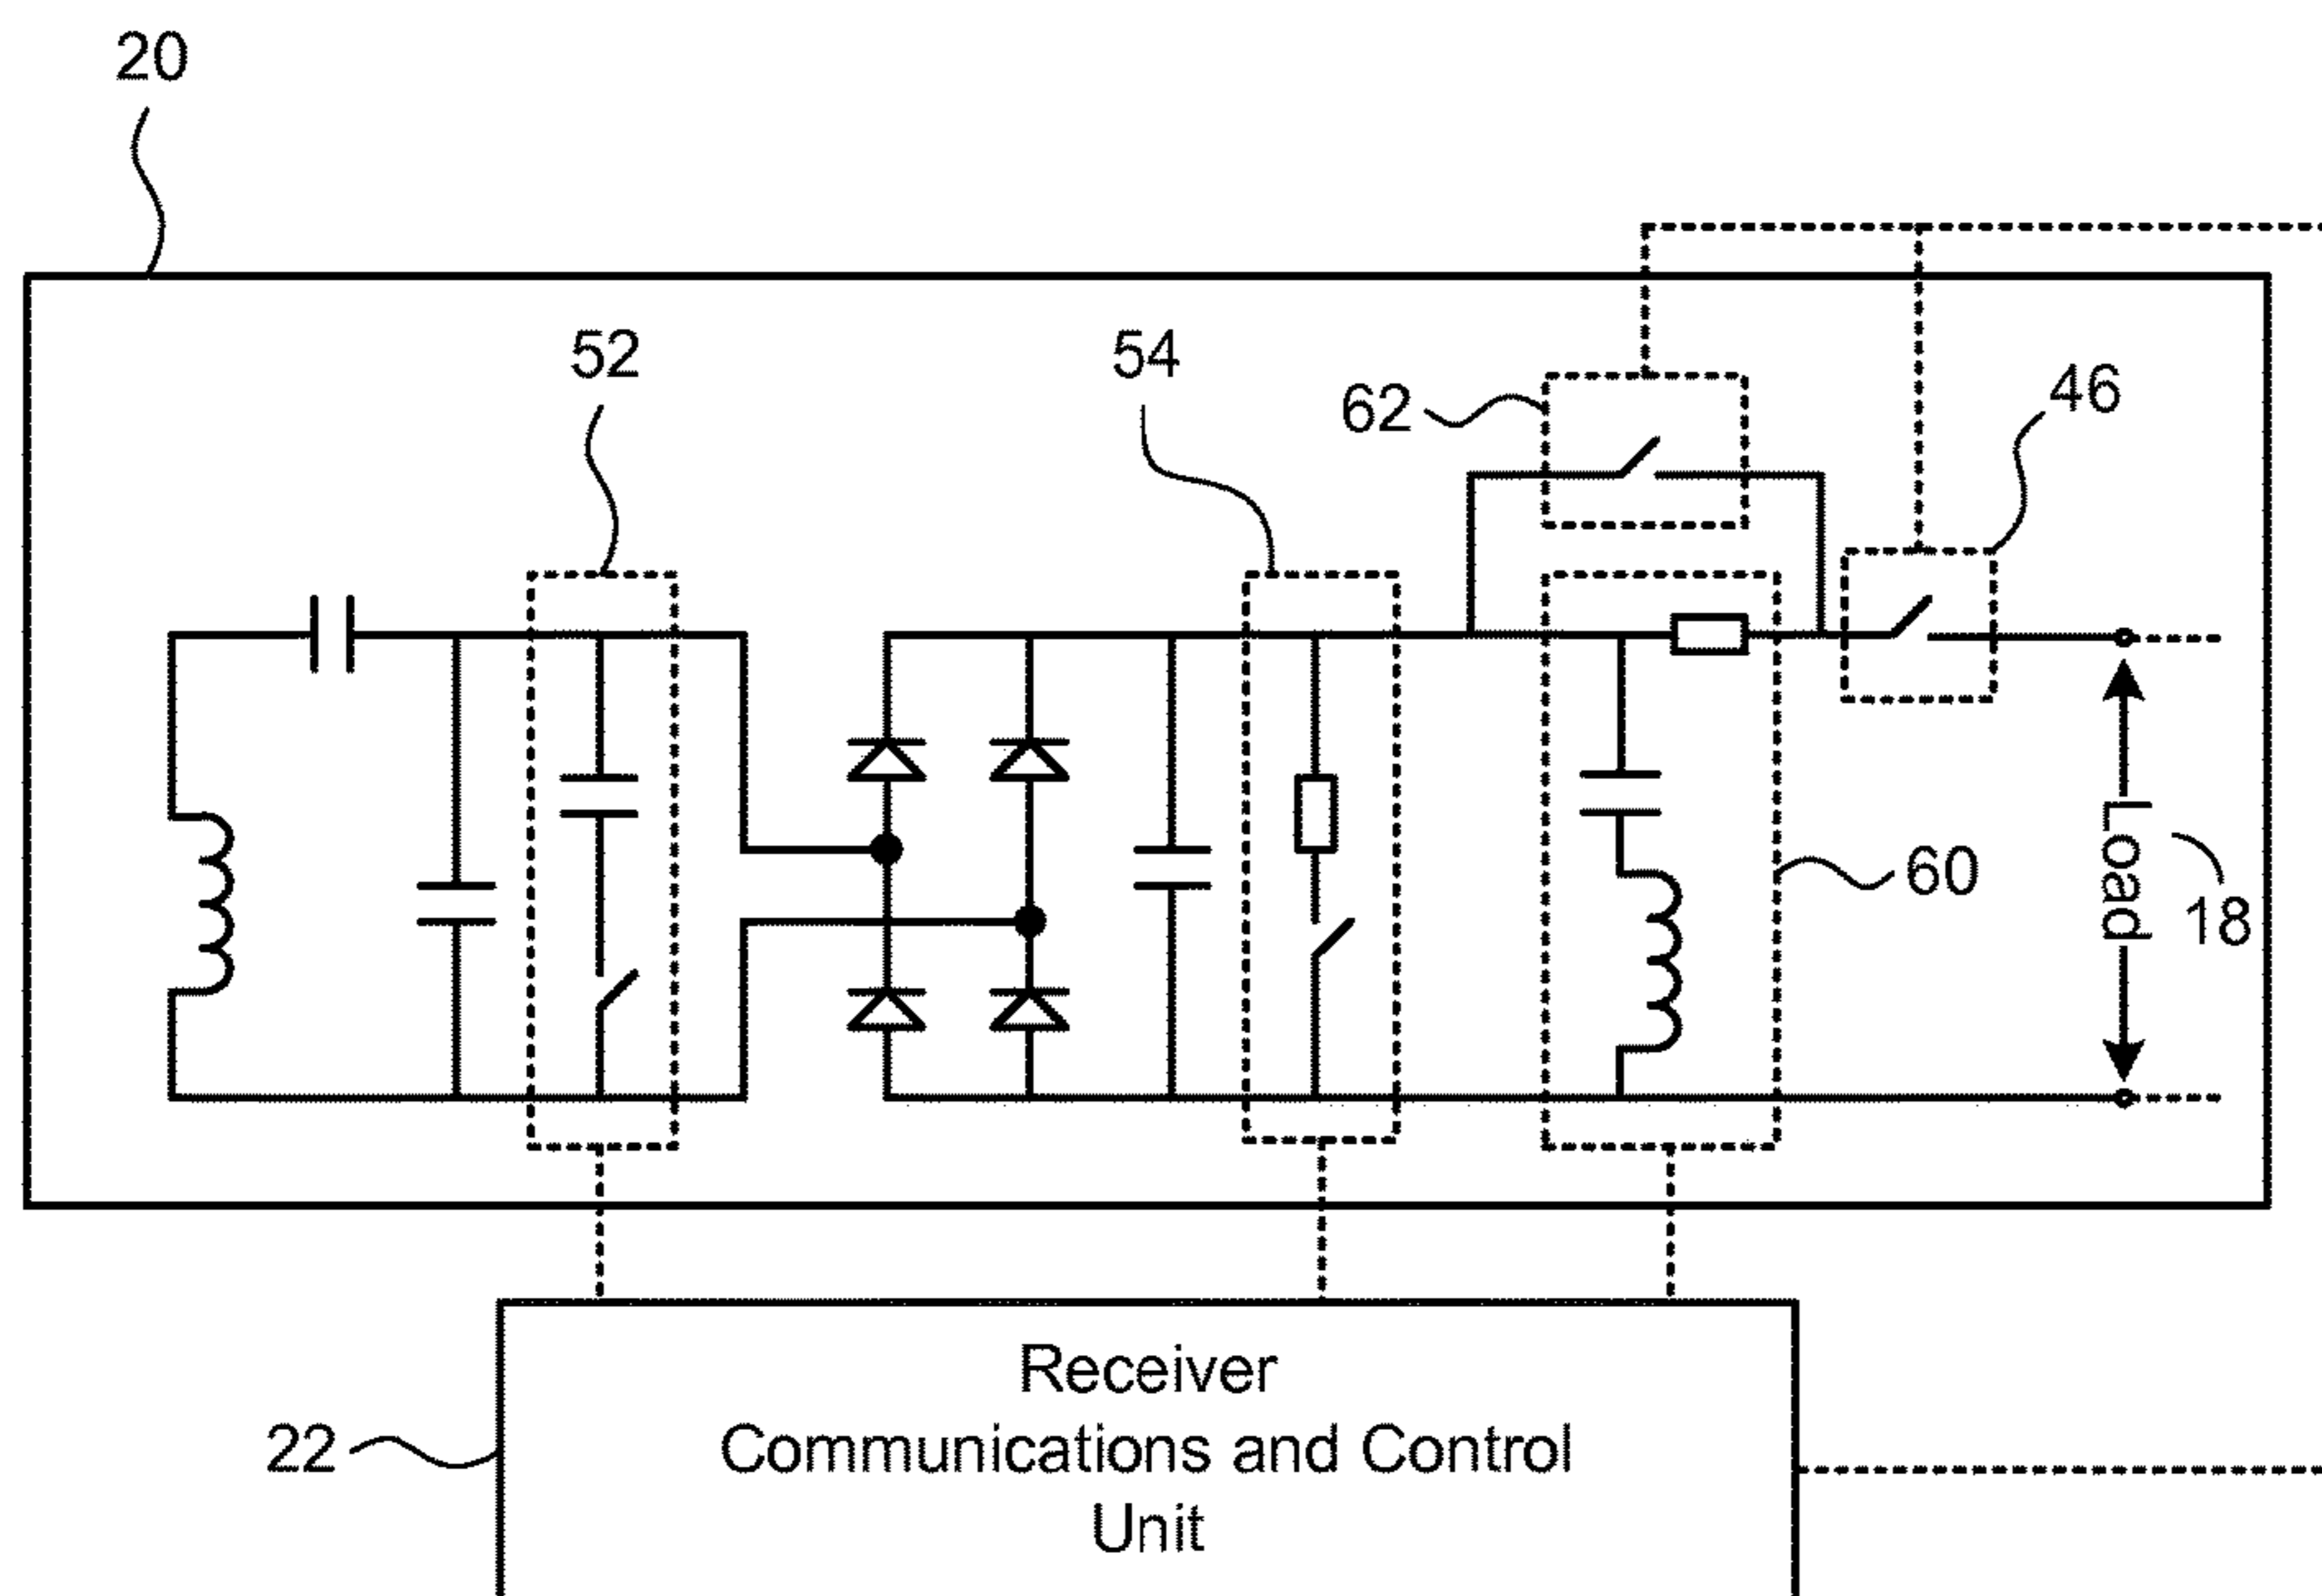 20
52
54
62
46
60
Load
18
22
Receiver
Communications and Control
Unit